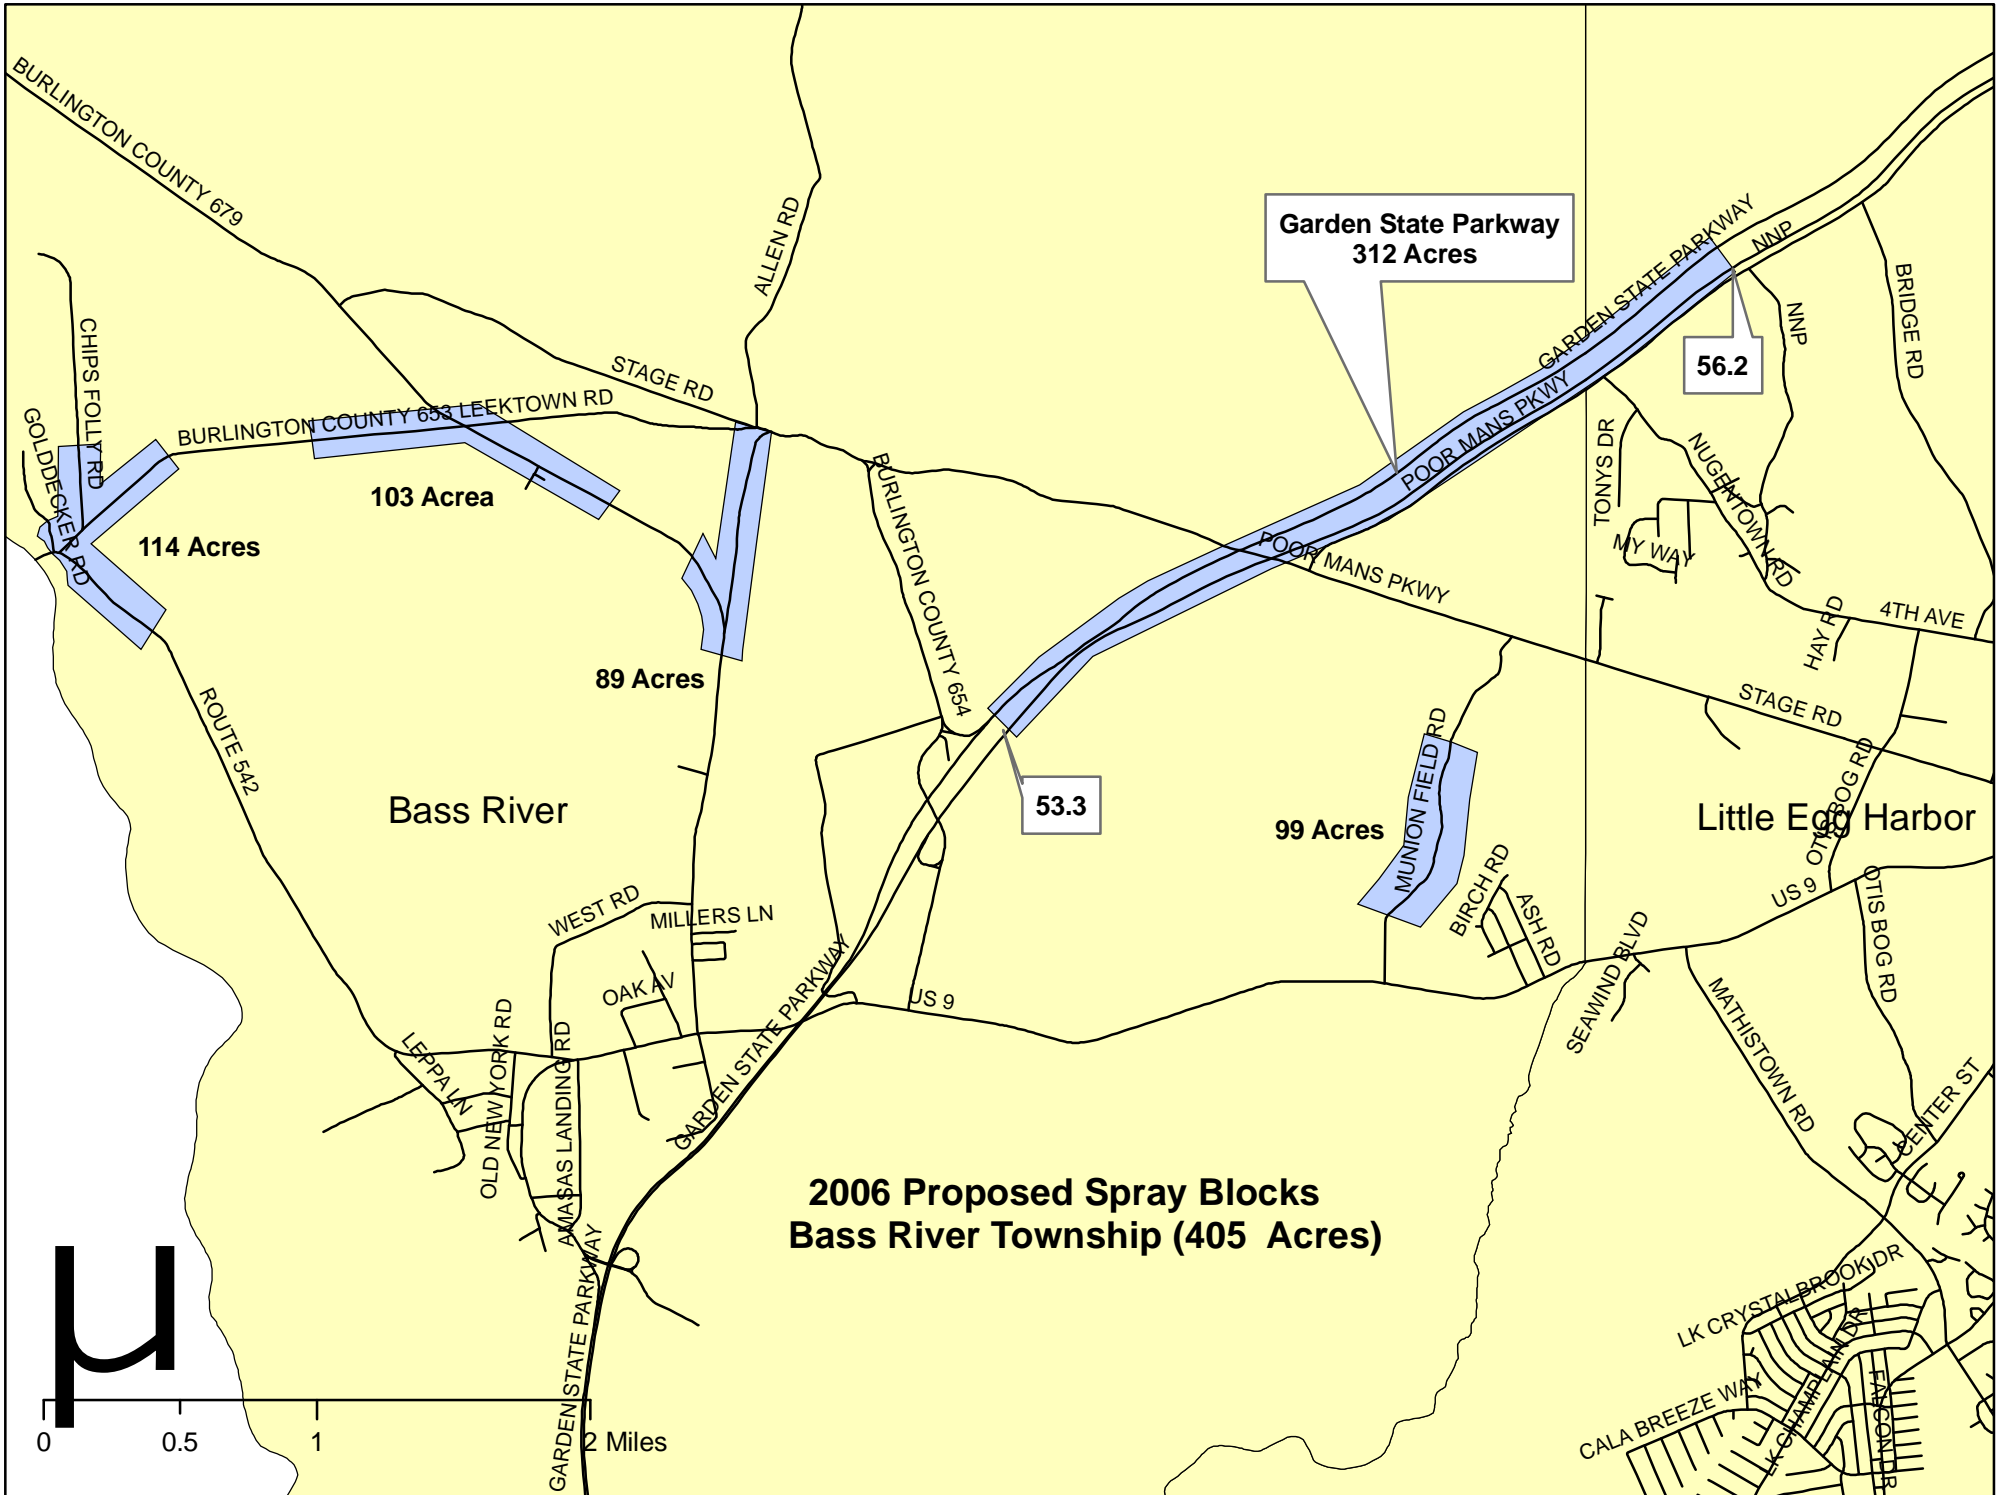 BURLINGTON COUNTY 679
ALLEN RD
Garden State Parkway
312 Acres
GARDEN STATE PARKWAY
NNP
NNP
BRIDGE RD
56.2
CHIPS FOLLY RD
GOLDDECKER RD
STAGE RD
BURLINGTON COUNTY 653 LEEKTOWN RD
POOR MANS PKWY
TONYS DR
NUGENTOWN RD
103 Acrea
114 Acres
BURLINGTON COUNTY 654
POOR MANS PKWY
MY WAY
HAY RD
4TH AVE
89 Acres
ROUTE 542
STAGE RD
MUNION FIELD RD
OTIS BOG RD
Bass River
53.3
99 Acres
Little Egg Harbor
BIRCH RD
ASH RD
US 9
OTIS BOG RD
WEST RD
MILLERS LN
SEAWIND BLVD
OAK AV
US 9
GARDEN STATE PARKWAY
MATHISTOWN RD
LEPPA LN
OLD NEW YORK RD
AMASAS LANDING RD
CENTER ST
2006 Proposed Spray Blocks
Bass River Township (405 Acres)
GARDEN STATE PARKWAY
LK CRYSTALBROOK DR
LK CHAMPLAIN DR
FALCON DR
CALA BREEZE WAY
µ
0 0.5 1 2 Miles